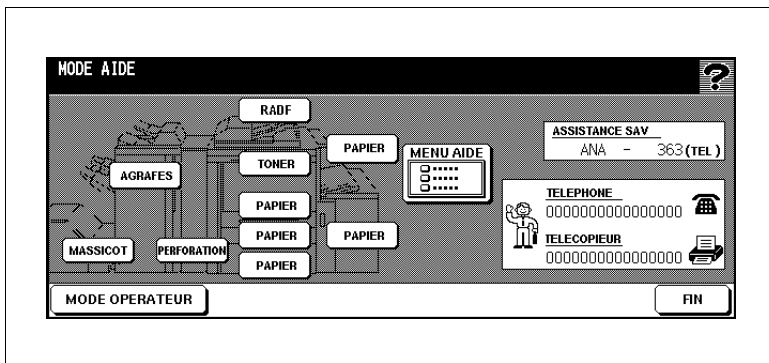 MODE AIDE
?
RADF
PAPIER
MENU AIDE
TONER
AGRAFES
PAPIER
PAPIER
PAPIER
MASSICOT
PERFORATION
PAPIER
ASSISTANCE SAV
ANA - 363(TEL)
TELEPHONE
0000000000000000
TELECOPIEUR
0000000000000000
MODE OPERATEUR
FIN